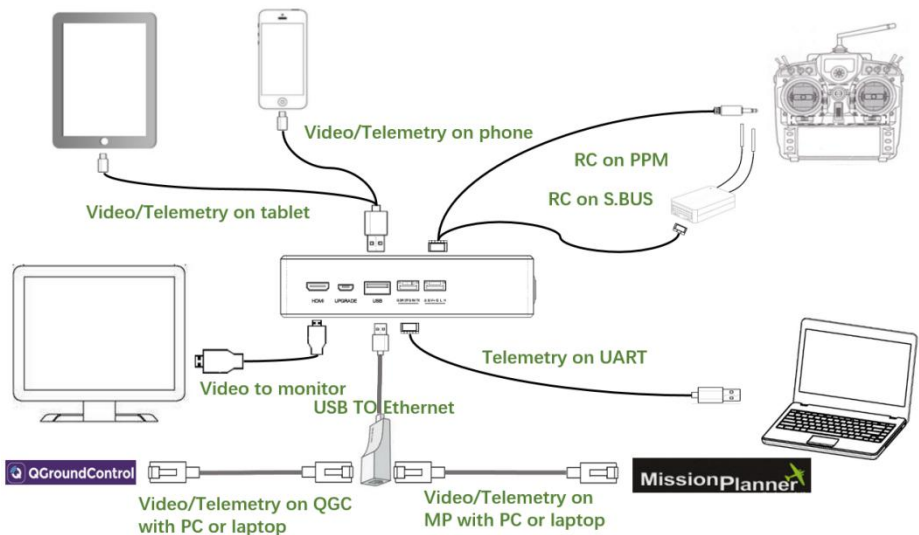 Video/Telemetry on phone
RC on PPM
RC on S.BUS
Video/Telemetry on tablet
HDMI
UPGRADE
USB
Telemetry on UART
Video to monitor
USB TO Ethernet
QGroundControl
MissionPlanner
Video/Telemetry on QGC
with PC or laptop
Video/Telemetry on
MP with PC or laptop